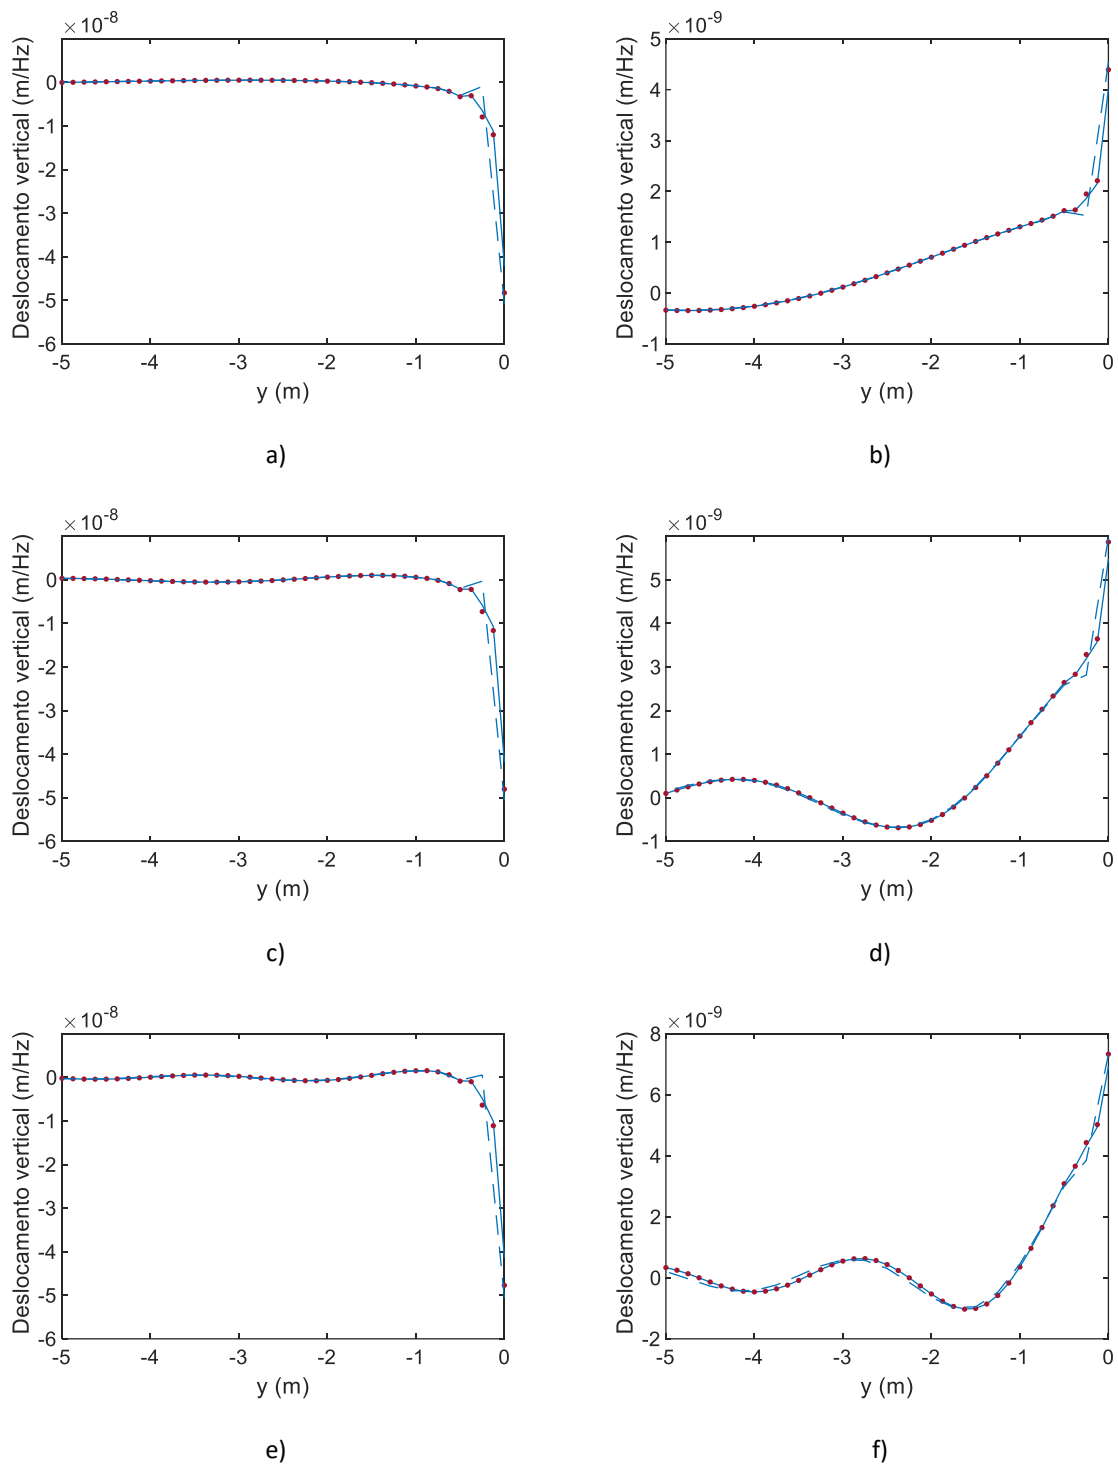 ×10-8
Deslocamento vertical (m/Hz)
0
-1
-2
-3
-4
-5
-6
-5 -4 -3 -2 -1 0
y (m)
a)
×10-9
Deslocamento vertical (m/Hz)
5
4
3
2
1
0
-1
-5 -4 -3 -2 -1 0
y (m)
b)
×10-8
Deslocamento vertical (m/Hz)
0
-1
-2
-3
-4
-5
-6
-5 -4 -3 -2 -1 0
y (m)
c)
×10-9
Deslocamento vertical (m/Hz)
5
4
3
2
1
0
-1
-5 -4 -3 -2 -1 0
y (m)
d)
×10-8
Deslocamento vertical (m/Hz)
0
-1
-2
-3
-4
-5
-6
-5 -4 -3 -2 -1 0
y (m)
e)
×10-9
Deslocamento vertical (m/Hz)
8
6
4
2
0
-2
-5 -4 -3 -2 -1 0
y (m)
f)